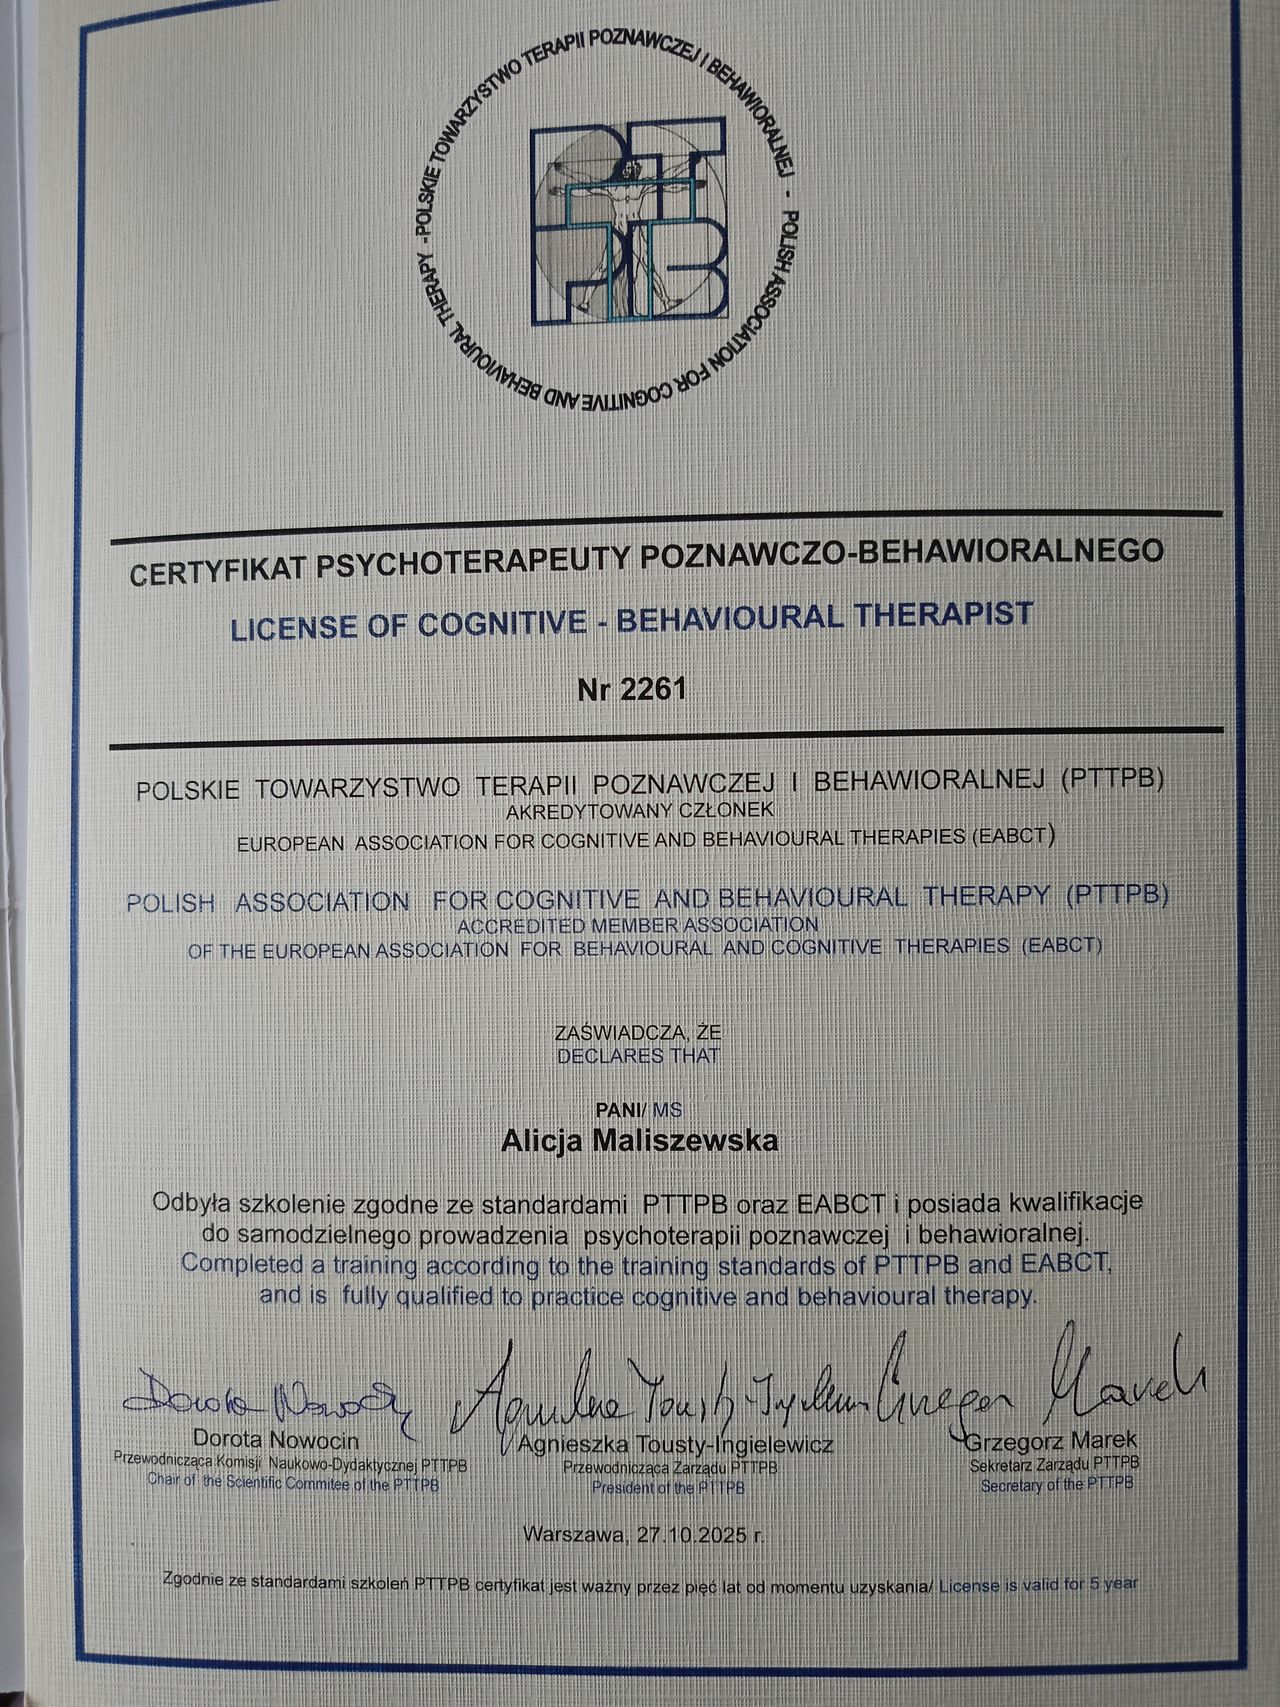 -POLSKIE TOWARZYSTWO TERAPII POZNAWCZEJ I BEHAWIORALNEJ - POLISH ASSOCIATION FOR COGNITIVE AND BEHAVIOURAL THERAPY
PTTPB
CERTYFIKAT PSYCHOTERAPEUTY POZNAWCZO-BEHAWIORALNEGO
LICENSE OF COGNITIVE - BEHAVIOURAL THERAPIST
Nr 2261
POLSKIE TOWARZYSTWO TERAPII POZNAWCZEJ I BEHAWIORALNEJ (PTTPB)
AKREDYTOWANY CZŁONEK
EUROPEAN ASSOCIATION FOR COGNITIVE AND BEHAVIOURAL THERAPIES (EABCT)
POLISH ASSOCIATION FOR COGNITIVE AND BEHAVIOURAL THERAPY (PTTPB)
ACCREDITED MEMBER ASSOCIATION
OF THE EUROPEAN ASSOCIATION FOR BEHAVIOURAL AND COGNITIVE THERAPIES (EABCT)
ZAŚWIADCZA, ŻE
DECLARES THAT
PANI/ MS
Alicja Maliszewska
Odbyła szkolenie zgodne ze standardami PTTPB oraz EABCT i posiada kwalifikacje
do samodzielnego prowadzenia psychoterapii poznawczej i behawioralnej.
Completed a training according to the training standards of PTTPB and EABCT,
and is fully qualified to practice cognitive and behavioural therapy.
Dorota Nowocin Agnieszka Tousty-Ingielewicz Grzegorz Marek
Dorota Nowocin Agnieszka Tousty-Ingielewicz Grzegorz Marek
Przewodnicząca Komisji Naukowo-Dydaktycznej PTTPB Przewodnicząca Zarządu PTTPB Sekretarz Zarządu PTTPB
Chair of the Scientific Commitee of the PTTPB President of the PTTPB Secretary of the PTTPB
Warszawa, 27.10.2025 r.
Zgodnie ze standardami szkoleń PTTPB certyfikat jest ważny przez pięć lat od momentu uzyskania/ License is valid for 5 year